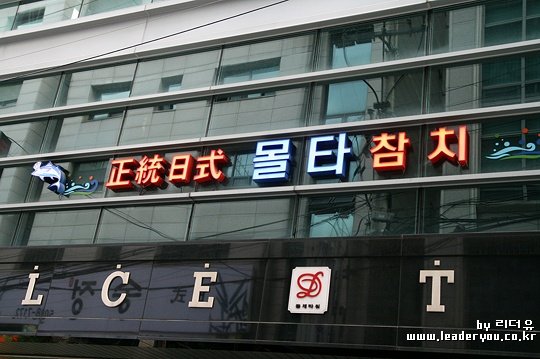 正統日式 몰타 참치
L C E D T
by 리더유
www.leaderyou.co.kr